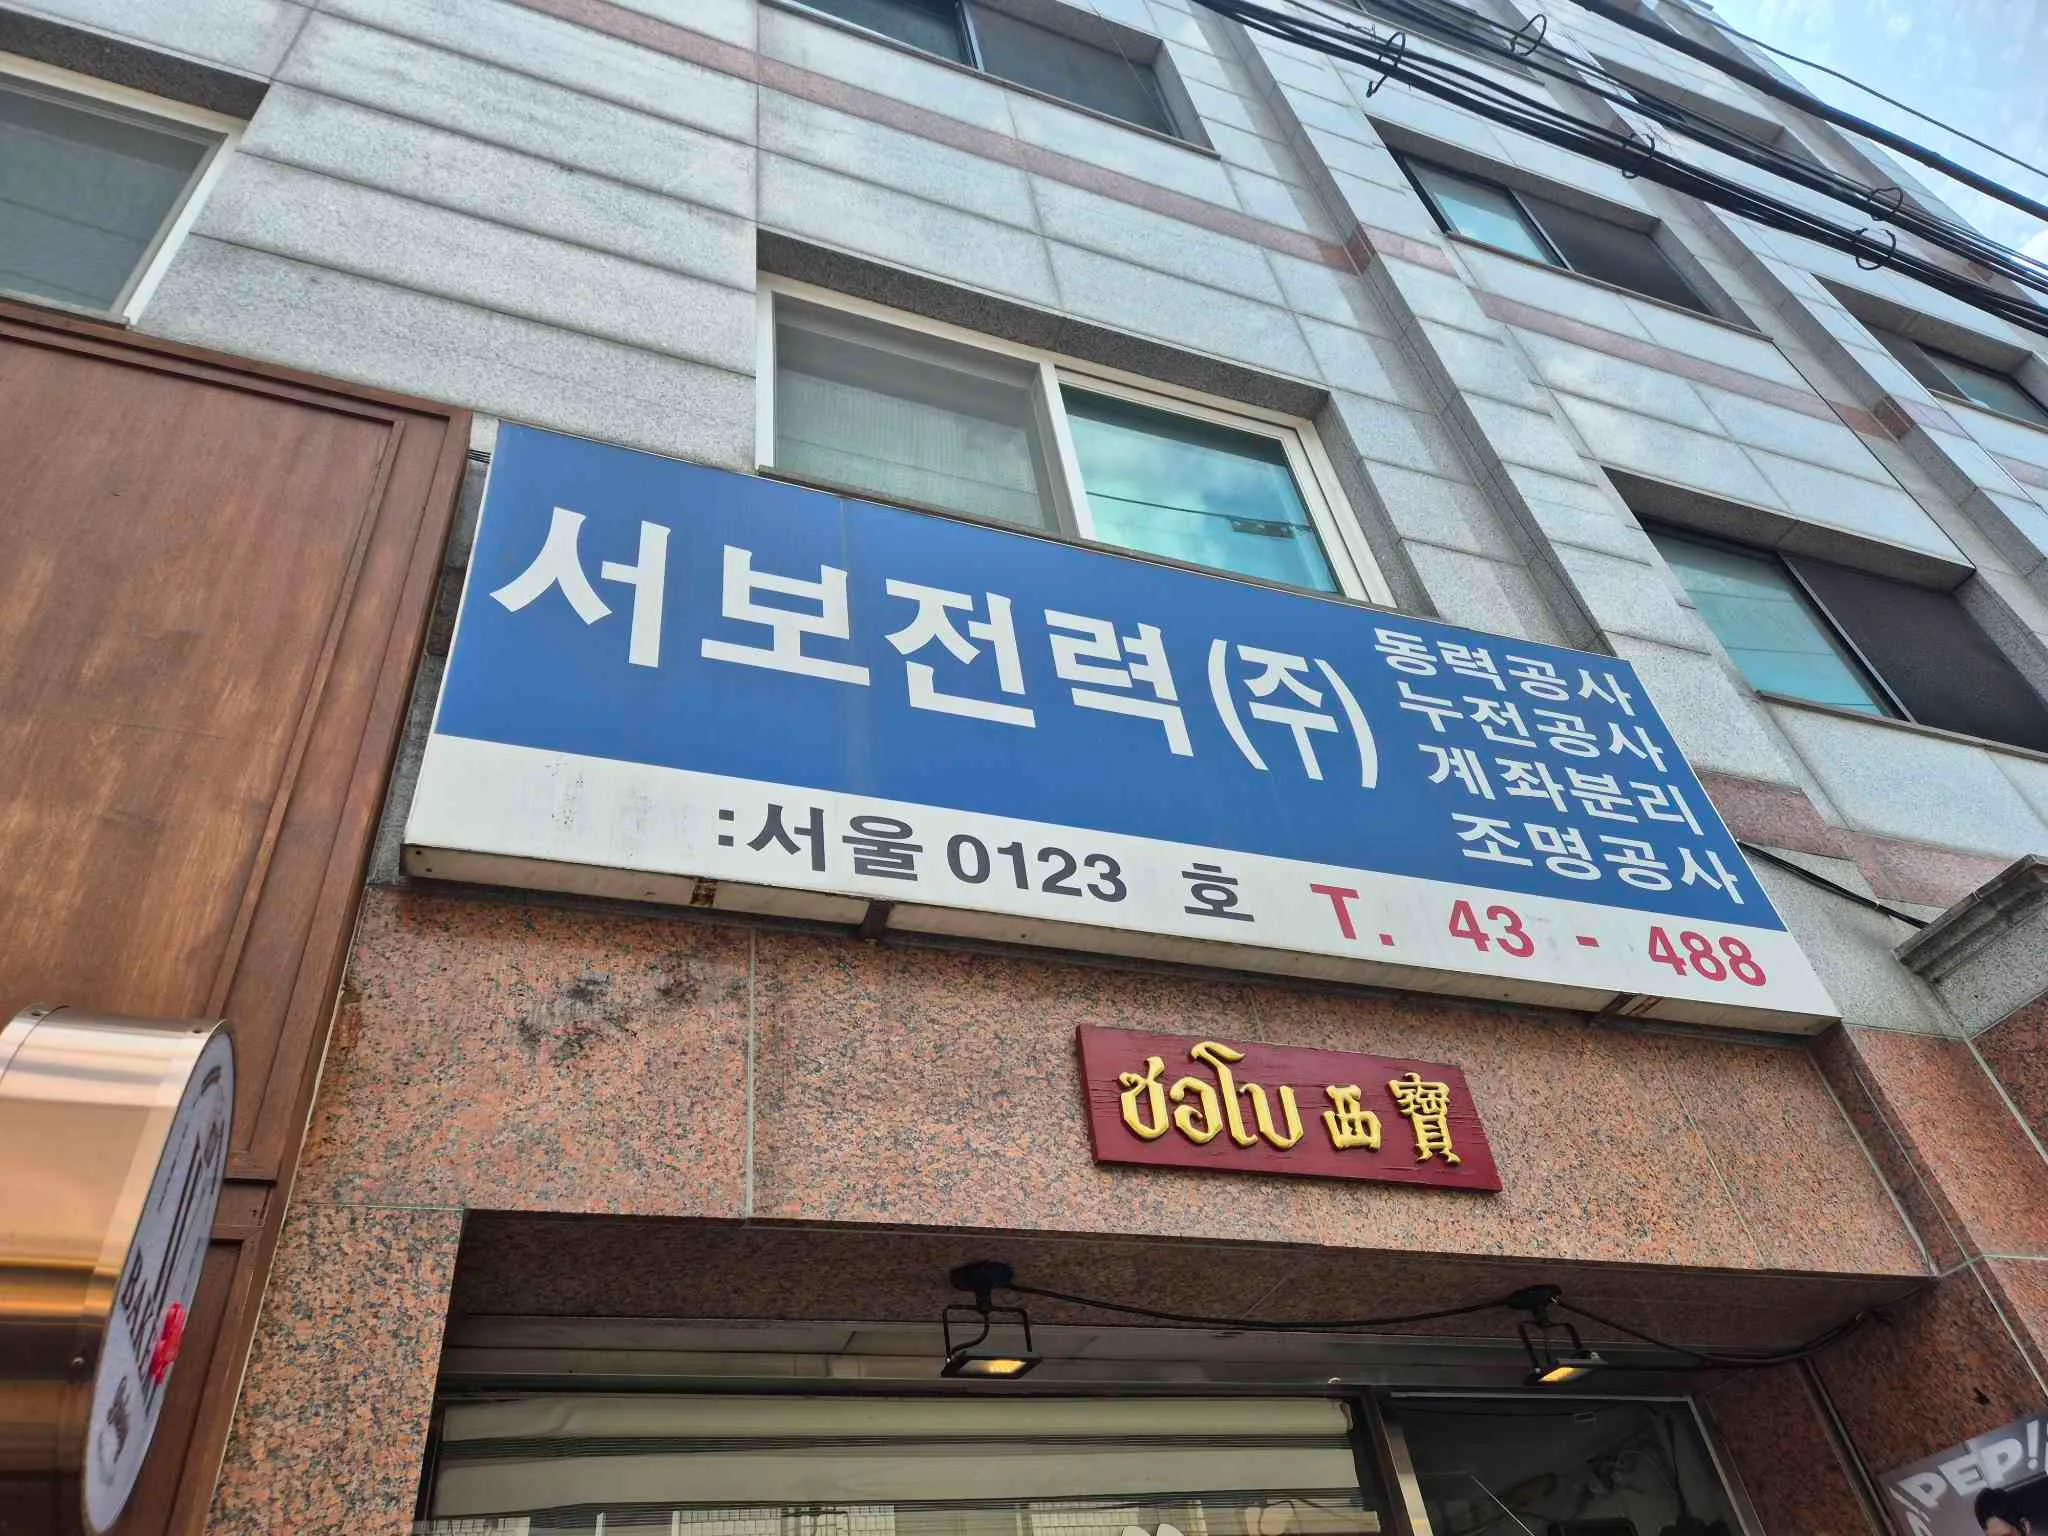 서보전력(주)
동력공사
누전공사
계좌분리
조명공사
:서울 0123 호 T. 43 - 488
ซอโบ 西寶
PEP!